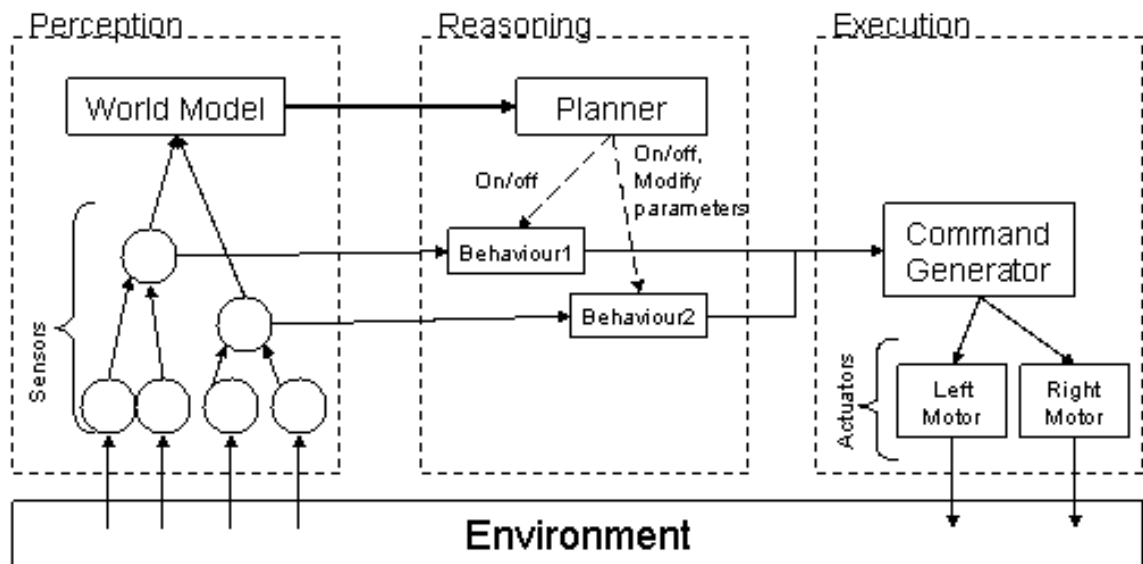 Perception
Reasoning
Execution
World Model
Planner
On/off
On/off,
Modify
parameters
Behaviour1
Behaviour2
Command
Generator
Sensors
Actuators
Left
Motor
Right
Motor
Environment